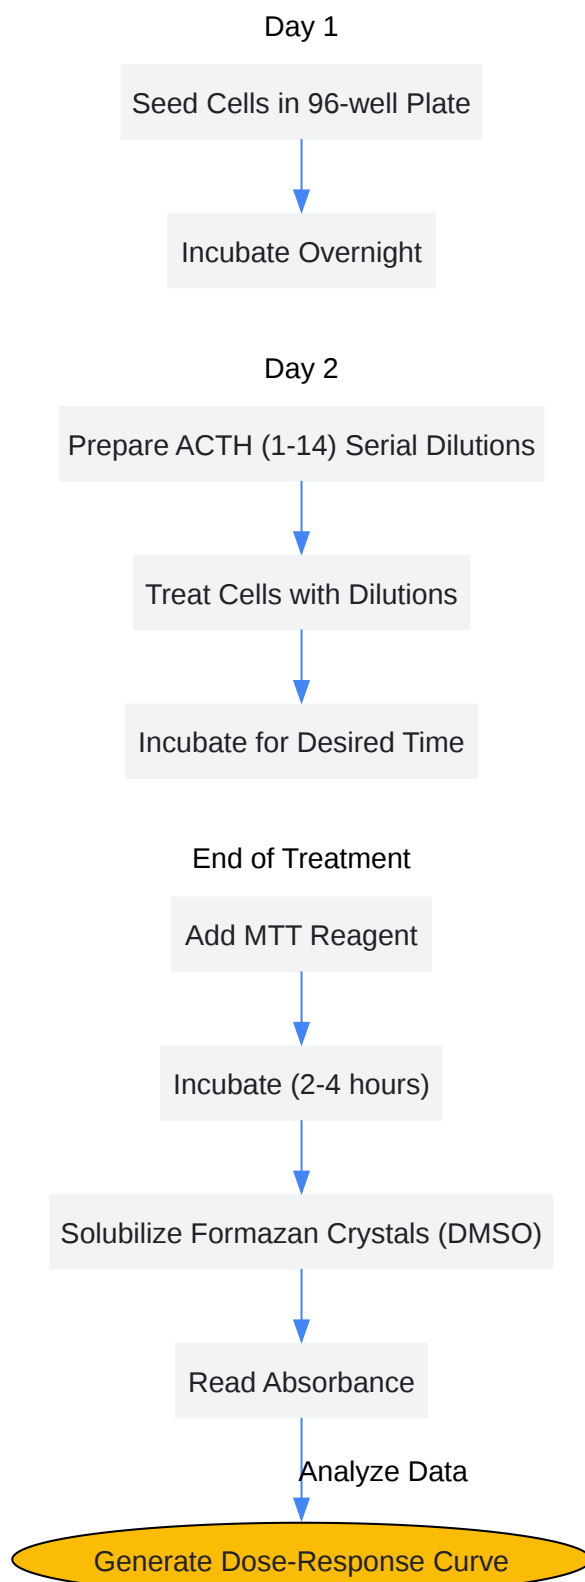 Day 1
Seed Cells in 96-well Plate
Incubate Overnight
Day 2
Prepare ACTH (1-14) Serial Dilutions
Treat Cells with Dilutions
Incubate for Desired Time
End of Treatment
Add MTT Reagent
Incubate (2-4 hours)
Solubilize Formazan Crystals (DMSO)
Read Absorbance
Analyze Data
Generate Dose-Response Curve